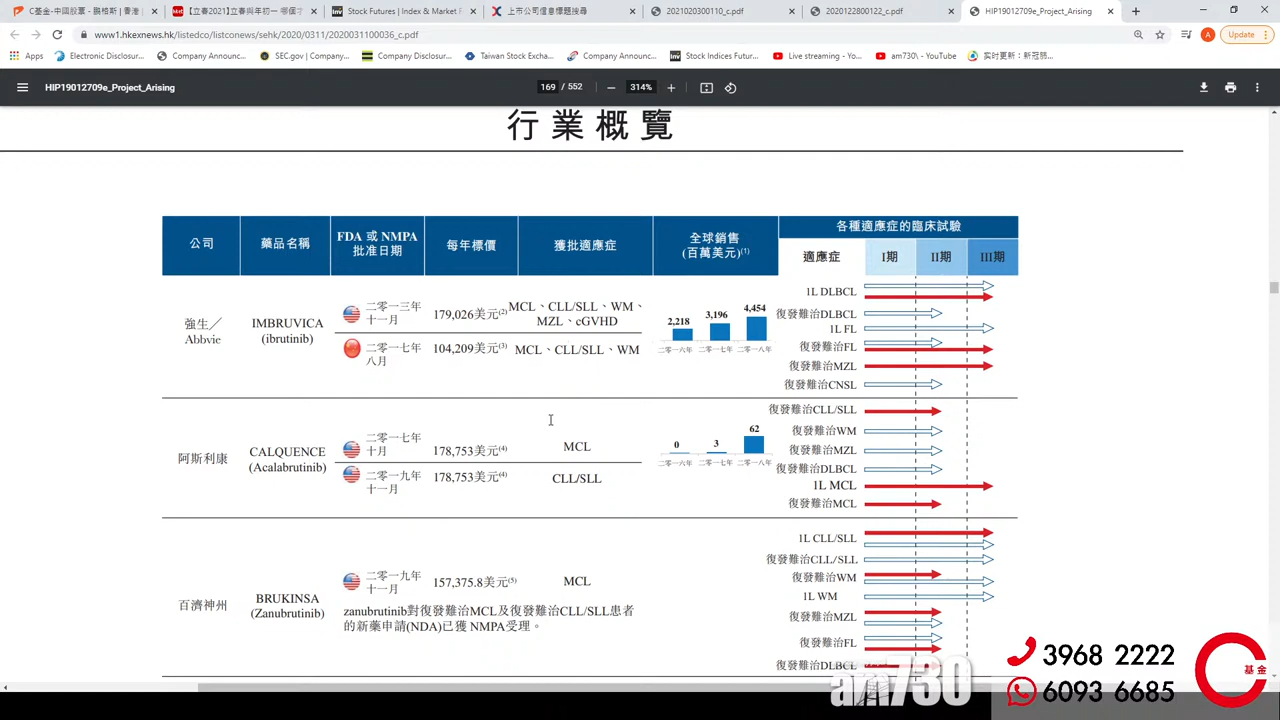 C基金-中國股票 - 鵬格斯 | 香港 |
【立春2021】立春與年初一 哪個才
Stock Futures | Index & Market F
上市公司信息標題搜尋
2021020300110_c.pdf
2020122800122_c.pdf
HIP19012709e_Project_Arising
www1.hkexnews.hk/listedco/listconews/sehk/2020/0311/2020031100036_c.pdf
A Update
Apps Electronic Disclosur... Company Announc... SEC.gov | Company... Company Disclosur... Taiwan Stock Excha... Company Announc... Stock Indices Futur... Live streaming - Yo... am730\ - YouTube 实时更新：新冠肺...
HIP19012709e_Project_Arising 169 / 552 314%
行業概覽
公司 藥品名稱 FDA 或 NMPA 批准日期 每年標價 獲批適應症 全球銷售 (百萬美元)(1) 各種適應症的臨床試驗
適應症 I期 II期 III期
強生／
Abbvie
IMBRUVICA
(ibrutinib)
二零一三年
十一月
179,026美元(2)
MCL、CLL/SLL、WM、
MZL、cGVHD
二零一七年
八月
104,209美元(3)
MCL、CLL/SLL、WM
2,218 3,196 4,454
二零一六年 二零一七年 二零一八年
1L DLBCL
復發難治DLBCL
1L FL
復發難治FL
復發難治MZL
復發難治CNSL
阿斯利康
CALQUENCE
(Acalabrutinib)
二零一七年
十月
178,753美元(4)
MCL
二零一九年
十一月
178,753美元(4)
CLL/SLL
0 3 62
二零一六年 二零一七年 二零一八年
復發難治CLL/SLL
復發難治WM
復發難治MZL
復發難治DLBCL
1L MCL
復發難治MCL
百濟神州
BRUKINSA
(Zanubrutinib)
二零一九年
十一月
157,375.8美元(5)
MCL
zanubrutinib對復發難治MCL及復發難治CLL/SLL患者
的新藥申請(NDA)已獲 NMPA受理。
1L CLL/SLL
復發難治CLL/SLL
復發難治WM
1L WM
復發難治MZL
復發難治FL
復發難治DLBCL
am730
3968 2222
6093 6685
基金